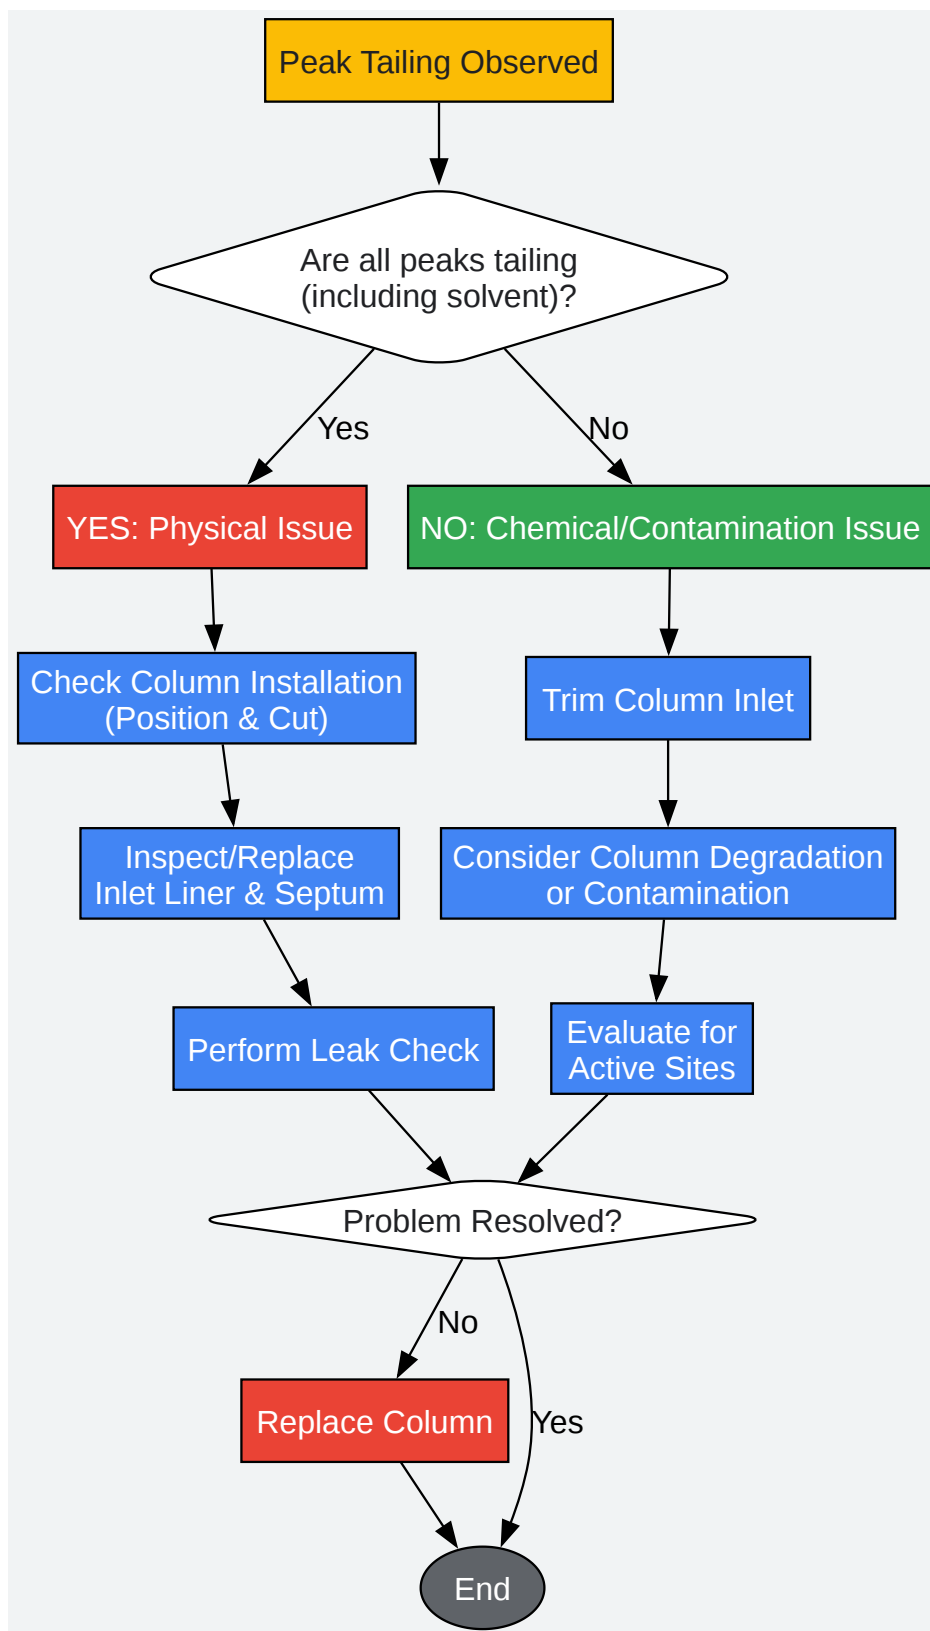 Peak Tailing Observed
Are all peaks tailing
(including solvent)?
Yes
No
YES: Physical Issue
NO: Chemical/Contamination Issue
Check Column Installation
(Position & Cut)
Trim Column Inlet
Inspect/Replace
Inlet Liner & Septum
Consider Column Degradation
or Contamination
Perform Leak Check
Evaluate for
Active Sites
Problem Resolved?
No
Replace Column
Yes
End